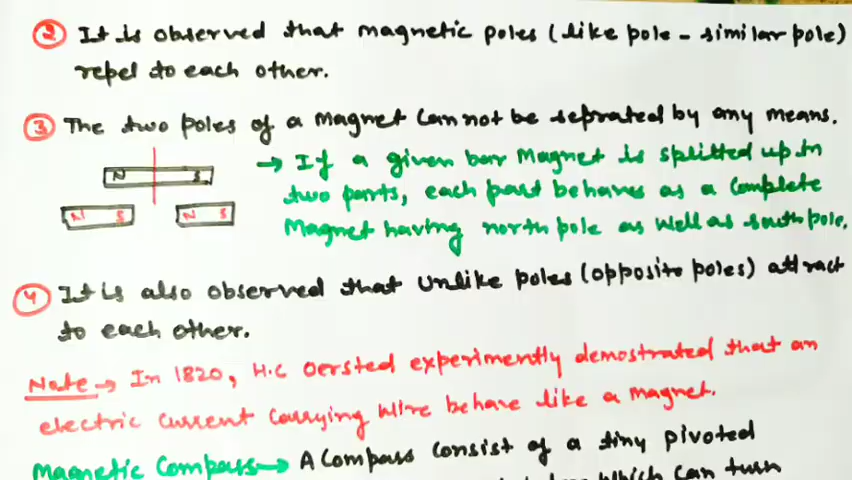 ② It is observed that magnetic poles (like pole - similar pole)
repel to each other.
③ The two poles of a magnet cannot be seprated by any means.
N S
N S N S
→ If a given bar Magnet is splitted up in
two parts, each part behaves as a complete
Magnet having north pole as well as south pole.
④ It is also observed that unlike poles (opposite poles) attract
to each other.
Note → In 1820, H.C Oersted experimently demostrated that an
electric current carrying wire behave like a magnet.
Magnetic Compass → A Compass consist of a tiny pivoted
which can turn